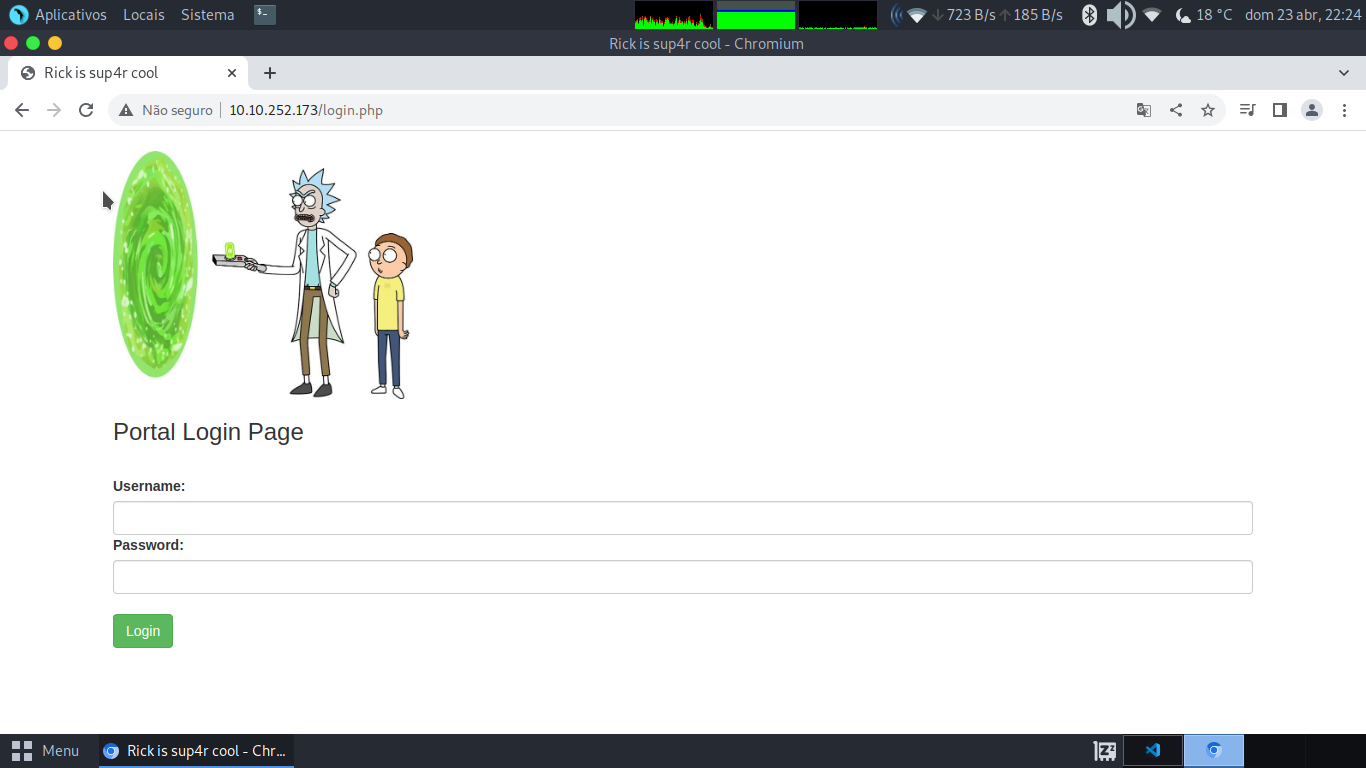 Aplicativos Locais Sistema $- 723 B/s 185 B/s 18 °C dom 23 abr, 22:24
Rick is sup4r cool - Chromium
Rick is sup4r cool
Não seguro 10.10.252.173/login.php
Portal Login Page
Username:
Password:
Login
Menu Rick is sup4r cool - Chr... zz